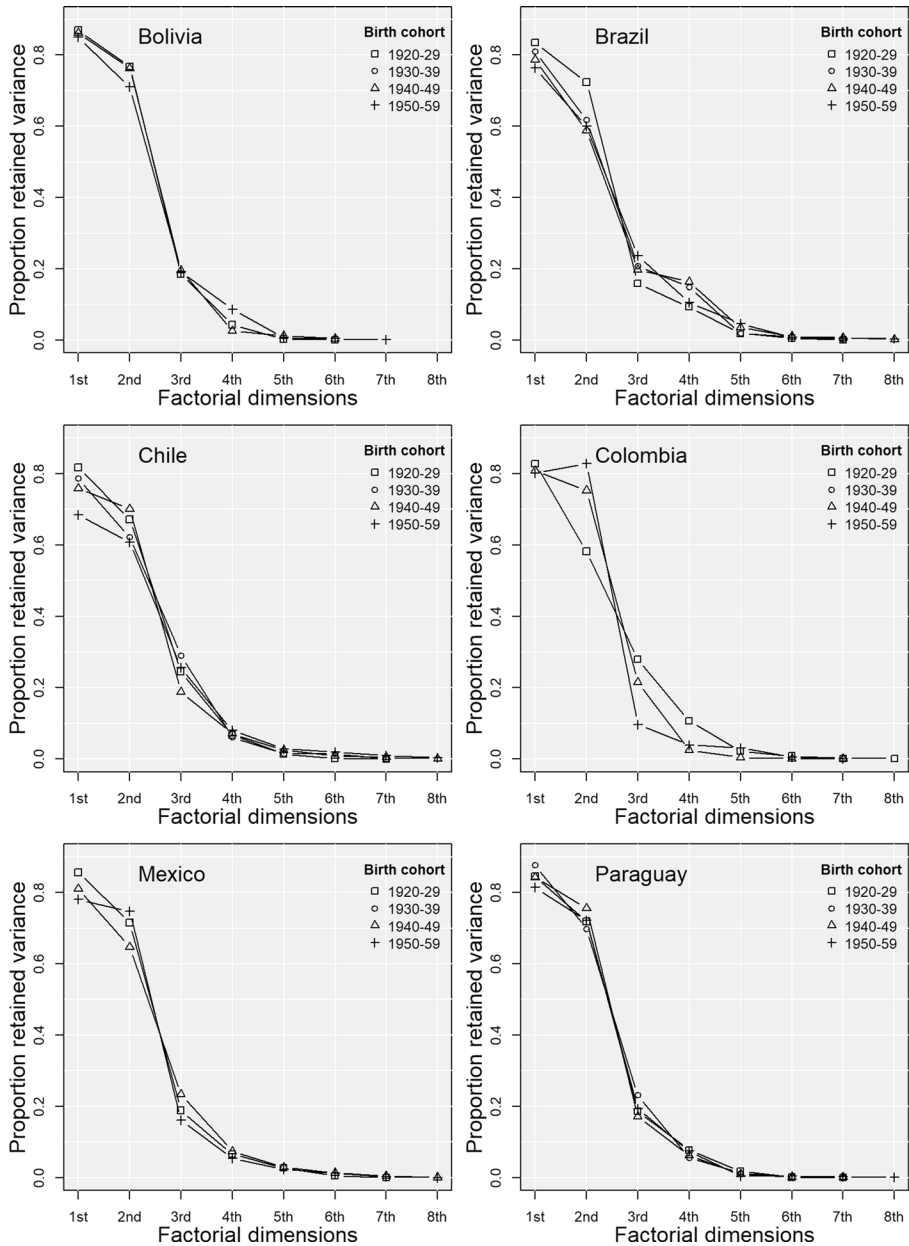 Bolivia
Birth cohort
1920-29
1930-39
1940-49
1950-59
Proportion retained variance
0.0
0.2
0.4
0.6
0.8
1st 2nd 3rd 4th 5th 6th 7th 8th
Factorial dimensions
Brazil
Birth cohort
1920-29
1930-39
1940-49
1950-59
Proportion retained variance
0.0
0.2
0.4
0.6
0.8
1st 2nd 3rd 4th 5th 6th 7th 8th
Factorial dimensions
Chile
Birth cohort
1920-29
1930-39
1940-49
1950-59
Proportion retained variance
0.0
0.2
0.4
0.6
0.8
1st 2nd 3rd 4th 5th 6th 7th 8th
Factorial dimensions
Colombia
Birth cohort
1920-29
1930-39
1940-49
1950-59
Proportion retained variance
0.0
0.2
0.4
0.6
0.8
1st 2nd 3rd 4th 5th 6th 7th 8th
Factorial dimensions
Mexico
Birth cohort
1920-29
1930-39
1940-49
1950-59
Proportion retained variance
0.0
0.2
0.4
0.6
0.8
1st 2nd 3rd 4th 5th 6th 7th 8th
Factorial dimensions
Paraguay
Birth cohort
1920-29
1930-39
1940-49
1950-59
Proportion retained variance
0.0
0.2
0.4
0.6
0.8
1st 2nd 3rd 4th 5th 6th 7th 8th
Factorial dimensions